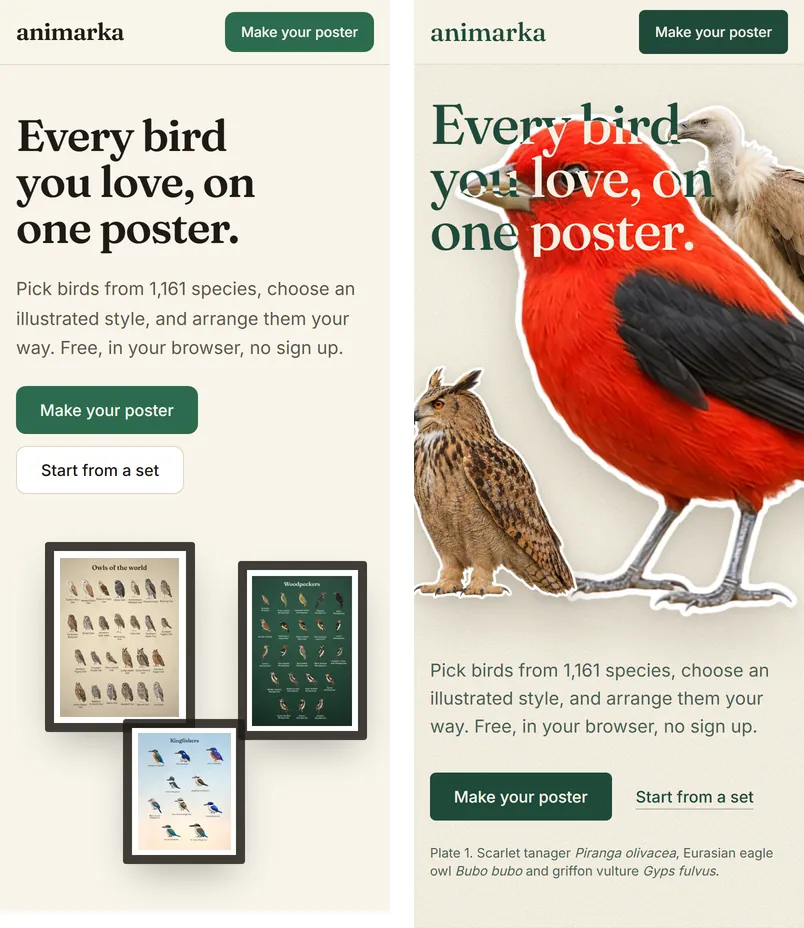 animarka
Make your poster
Every bird
you love, on
one poster.
Pick birds from 1,161 species, choose an
illustrated style, and arrange them your
way. Free, in your browser, no sign up.
Make your poster
Start from a set
Owls of the world
Woodpeckers
Kingfishers
animarka
Make your poster
Every bird
you love, on
one poster.
Pick birds from 1,161 species, choose an
illustrated style, and arrange them your
way. Free, in your browser, no sign up.
Make your poster
Start from a set
Plate 1. Scarlet tanager Piranga olivacea, Eurasian eagle
owl Bubo bubo and griffon vulture Gyps fulvus.